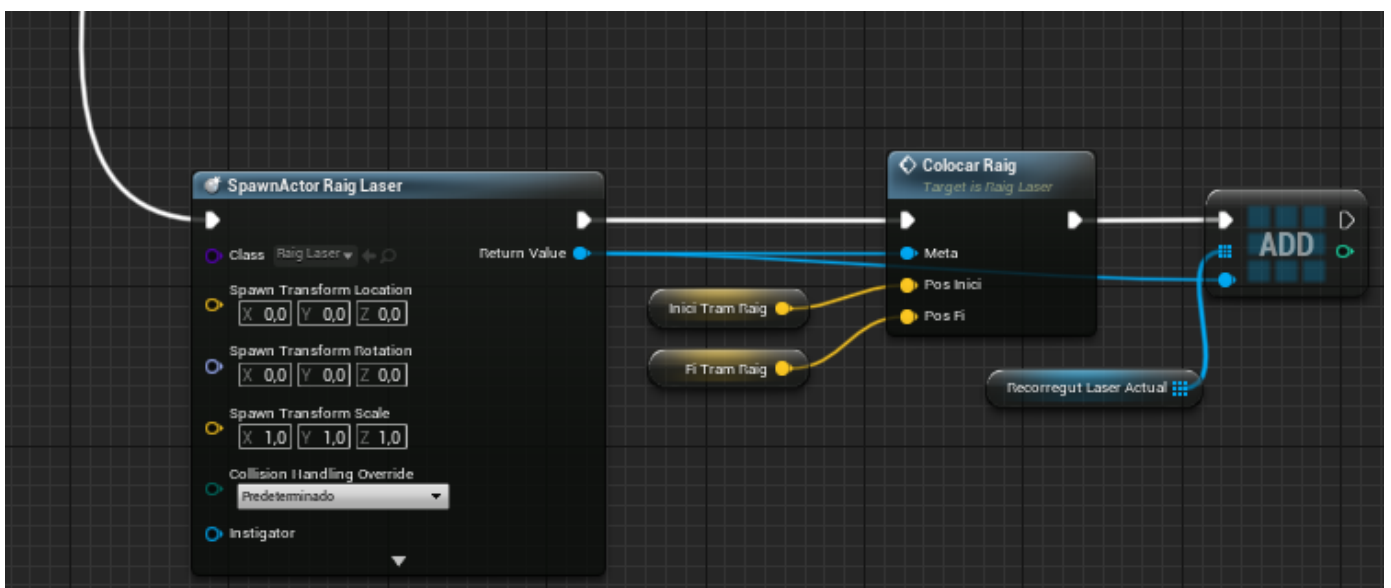 SpawnActor Raig Laser
Class Raig Laser
Return Value
Spawn Transform Location
X 0,0 Y 0,0 Z 0,0
Spawn Transform Rotation
X 0,0 Y 0,0 Z 0,0
Spawn Transform Scale
X 1,0 Y 1,0 Z 1,0
Collision Handling Override
Predeterminado
Instigator
Inici Tram Raig
Fi Tram Raig
Colocar Raig
Target is Raig Laser
Meta
Pos Inici
Pos Fi
ADD
Recorregut Laser Actual